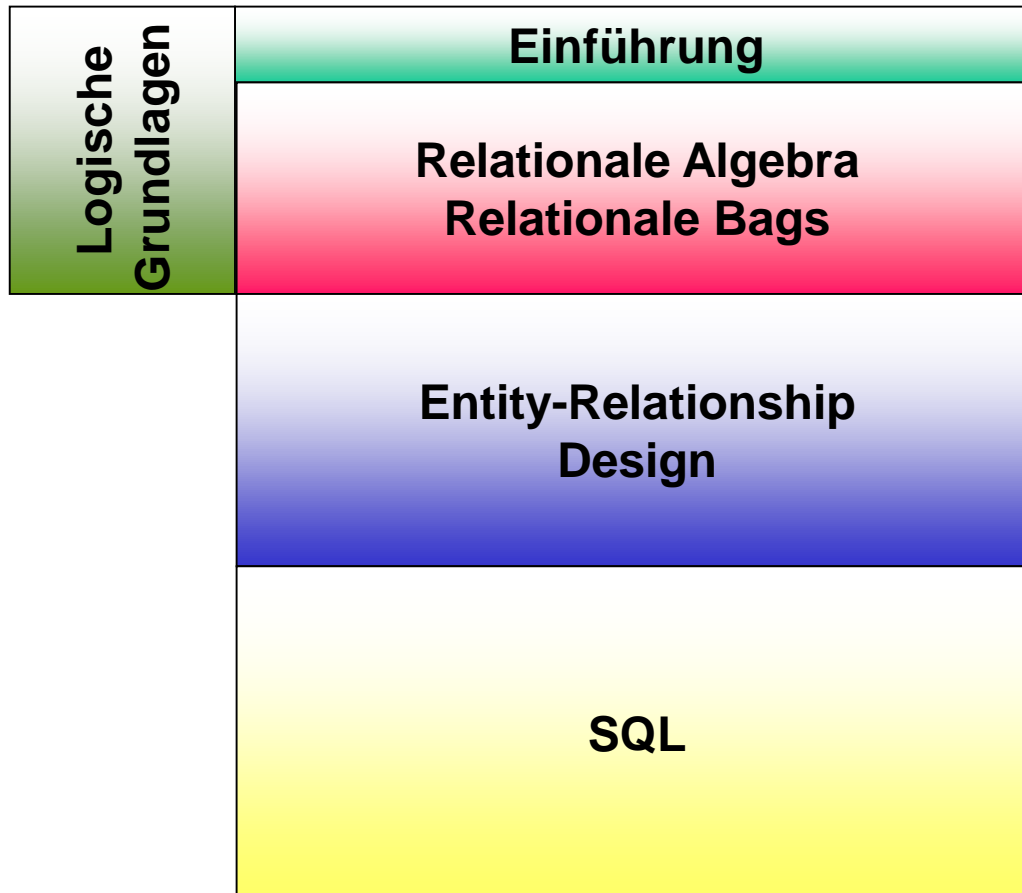 Logische
Grundlagen
Einführung
Relationale Algebra
Relationale Bags
Entity-Relationship
Design
SQL